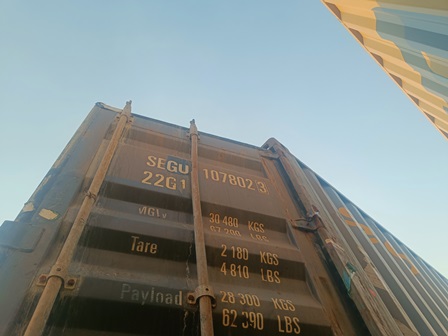 SEGU 107802 3
22G1
30 480 KGS
LBS
Tare 2 180 KGS
4 810 LBS
Payload 28 300 KGS
62 390 LBS